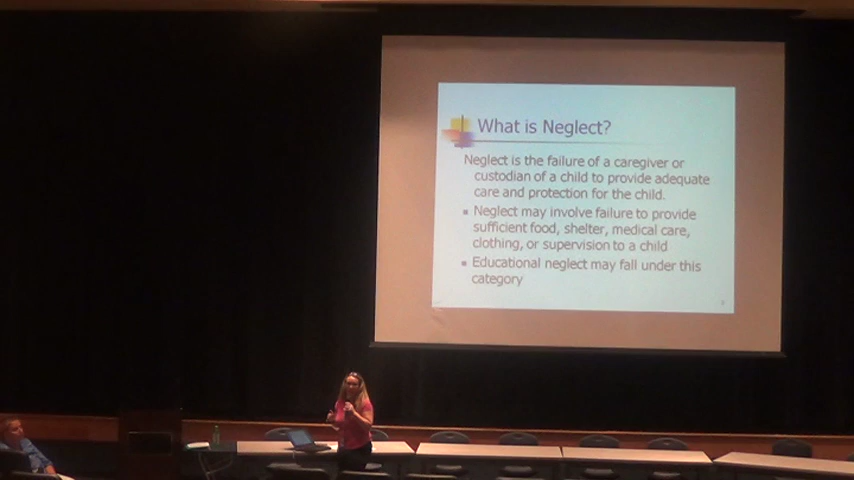 What is Neglect?
Neglect is the failure of a caregiver or
custodian of a child to provide adequate
care and protection for the child.
Neglect may involve failure to provide
sufficient food, shelter, medical care,
clothing, or supervision to a child
Educational neglect may fall under this
category